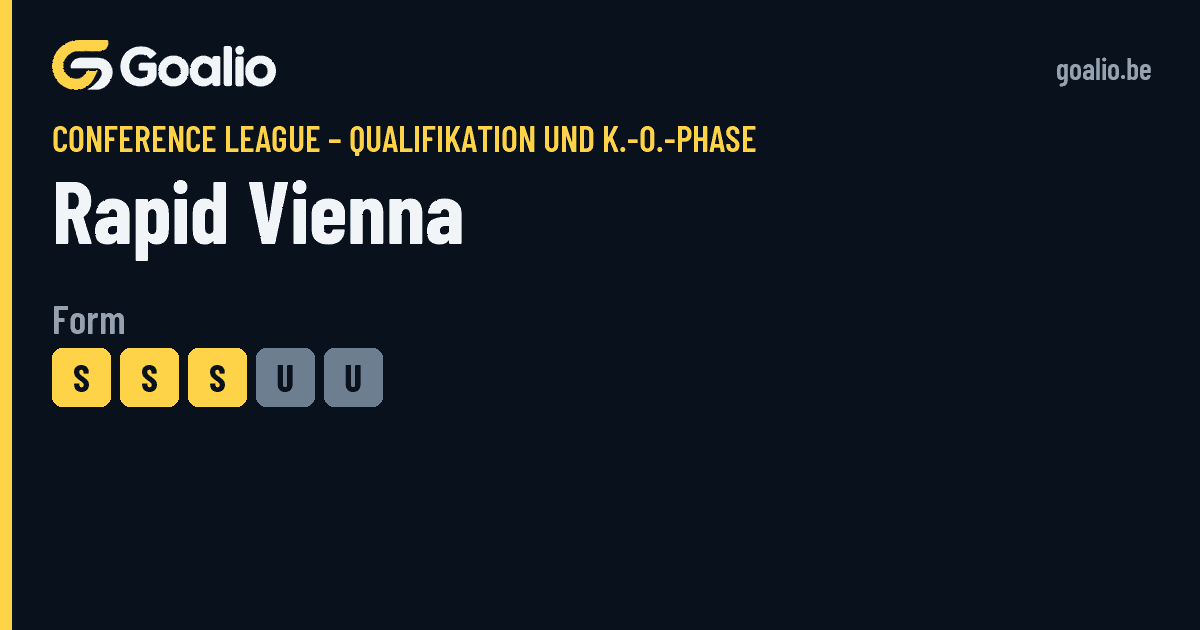 Goalio
goalio.be
CONFERENCE LEAGUE – QUALIFIKATION UND K.-O.-PHASE
Rapid Vienna
Form
S S S U U